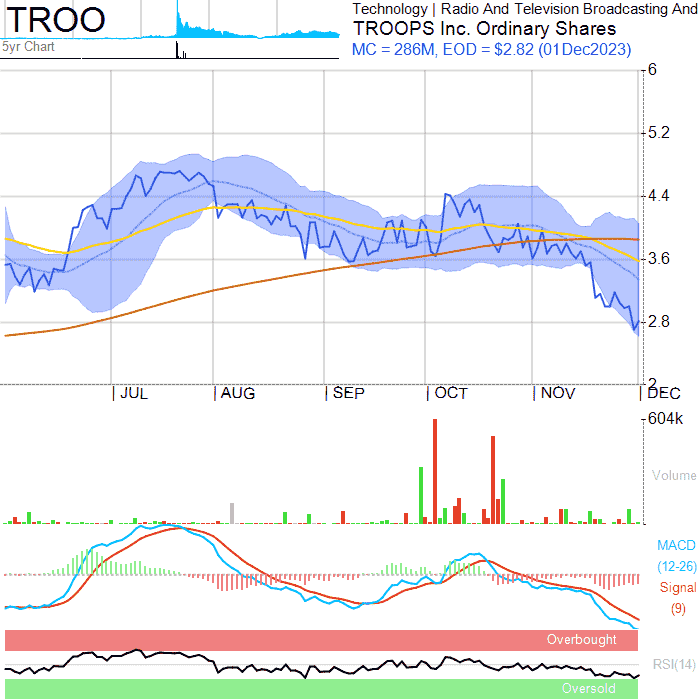 TROO
Technology | Radio And Television Broadcasting And
TROOPS Inc. Ordinary Shares
MC = 286M, EOD = $2.82 (01Dec2023)
5yr Chart
6
5.2
4.4
3.6
2.8
2
JUL AUG SEP OCT NOV DEC
604k
Volume
MACD
(12-26)
Signal
(9)
Overbought
RSI(14)
Oversold